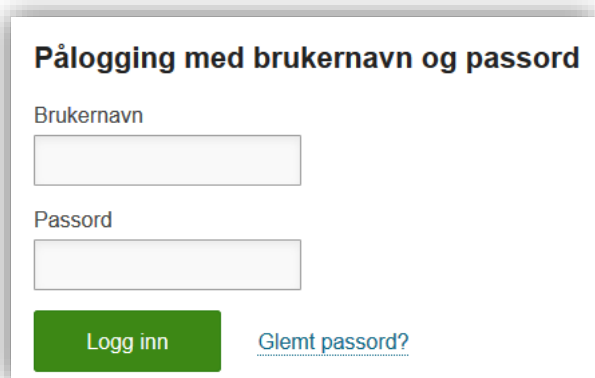 Pålogging med brukernavn og passord
Brukernavn
Passord
Logg inn Glemt passord?